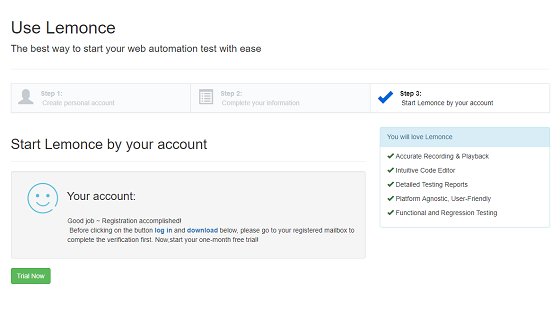 Use Lemonce
The best way to start your web automation test with ease
Step 1:
Create personal account
Step 2:
Complete your information
Step 3:
Start Lemonce by your account
Start Lemonce by your account
Your account:
Good job ~ Registration accomplished!
Before clicking on the button log in and download below, please go to your registered mailbox to
complete the verification first. Now,start your one-month free trial!
Trial Now
You will love Lemonce
Accurate Recording & Playback
Intuitive Code Editor
Detailed Testing Reports
Platform Agnostic, User-Friendly
Functional and Regression Testing